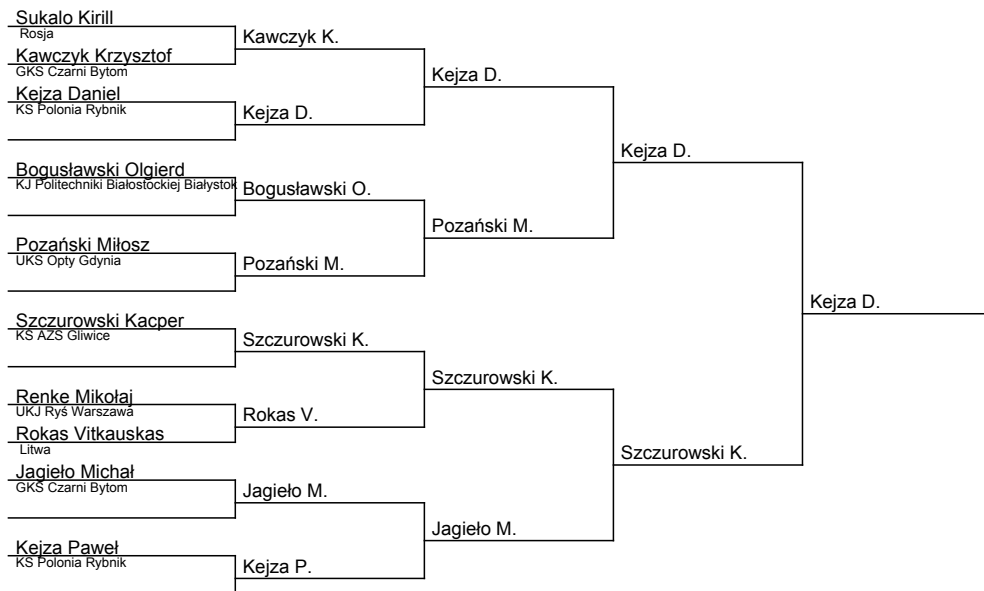 Sukalo Kirill
Rosja
Kawczyk Krzysztof
GKS Czarni Bytom
Kejza Daniel
KS Polonia Rybnik
Bogusławski Olgierd
KJ Politechniki Białostockiej Białystok
Pozański Miłosz
UKS Opty Gdynia
Szczurowski Kacper
KS AZS Gliwice
Renke Mikołaj
UKJ Ryś Warszawa
Rokas Vitkauskas
Litwa
Jagieło Michał
GKS Czarni Bytom
Kejza Paweł
KS Polonia Rybnik
Kawczyk K.
Kejza D.
Bogusławski O.
Pozański M.
Szczurowski K.
Rokas V.
Jagieło M.
Kejza P.
Kejza D.
Pozański M.
Szczurowski K.
Jagieło M.
Kejza D.
Szczurowski K.
Kejza D.